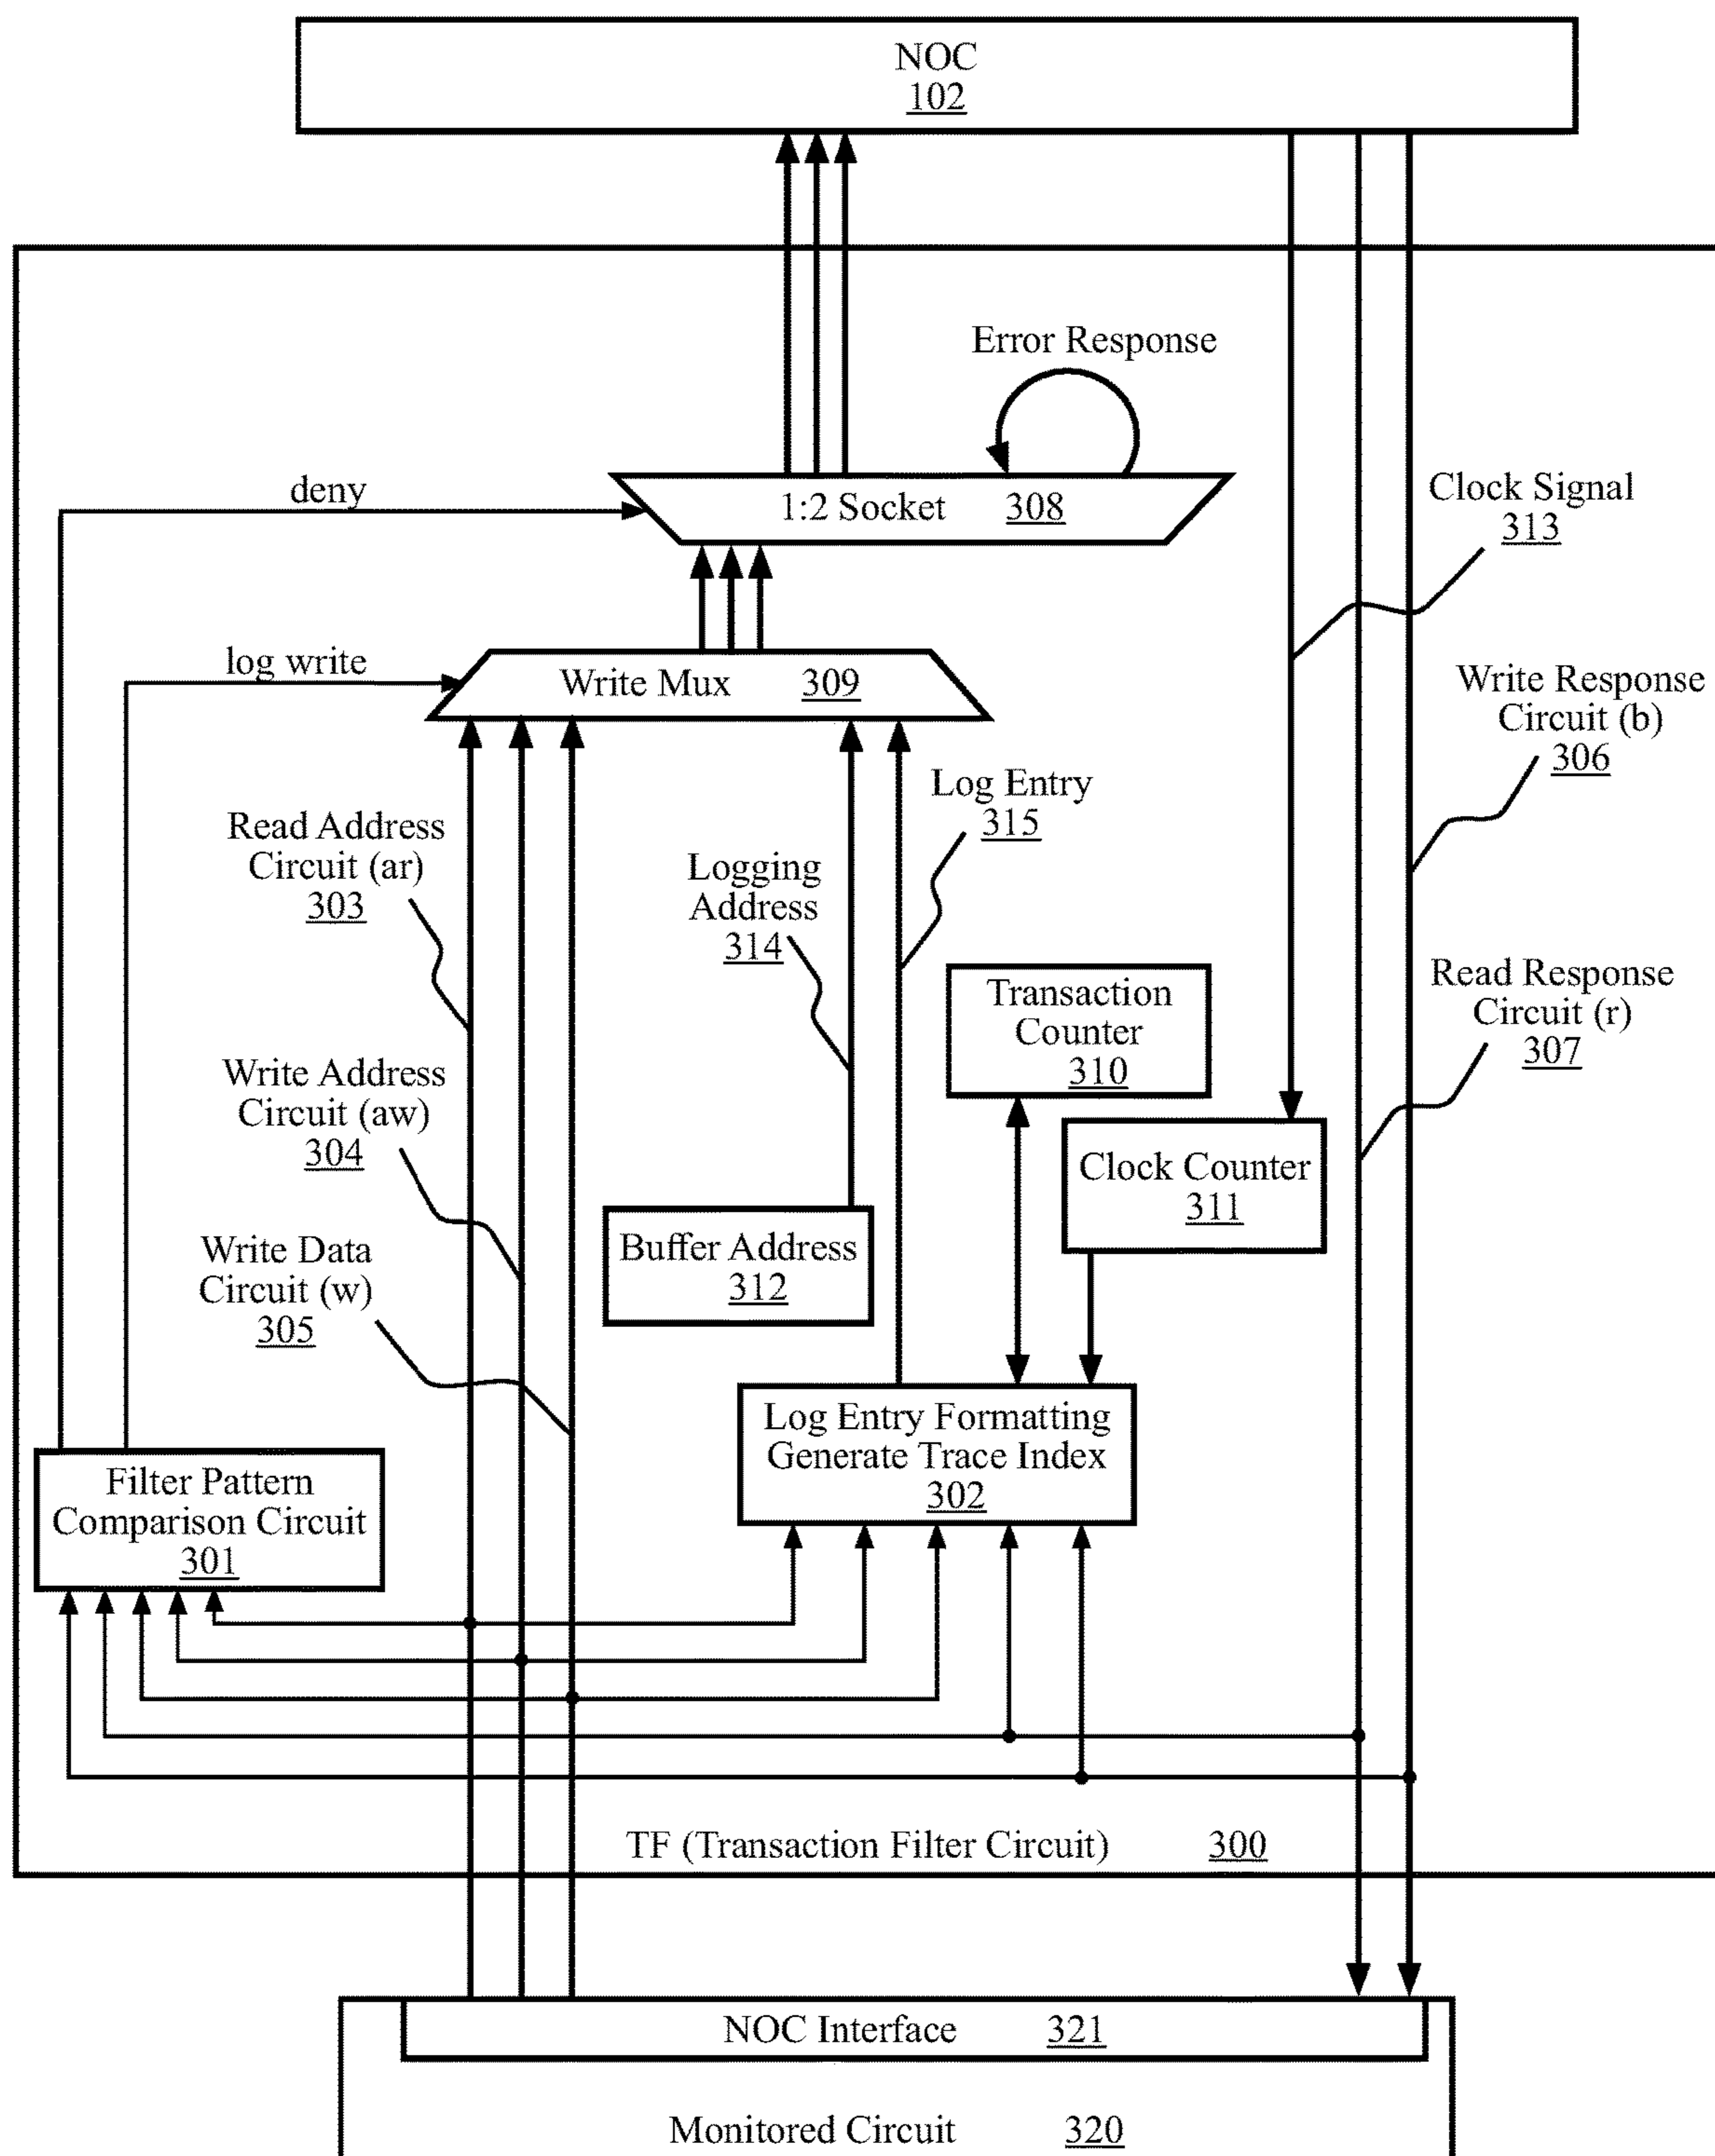 NOC
102
Error Response
deny
1:2 Socket 308
Clock Signal
313
log write
Write Mux 309
Write Response
Circuit (b)
306
Log Entry
315
Read Address
Circuit (ar)
303
Logging
Address
314
Transaction
Counter
310
Read Response
Circuit (r)
307
Write Address
Circuit (aw)
304
Clock Counter
311
Buffer Address
312
Write Data
Circuit (w)
305
Log Entry Formatting
Generate Trace Index
302
Filter Pattern
Comparison Circuit
301
TF (Transaction Filter Circuit) 300
NOC Interface 321
Monitored Circuit 320